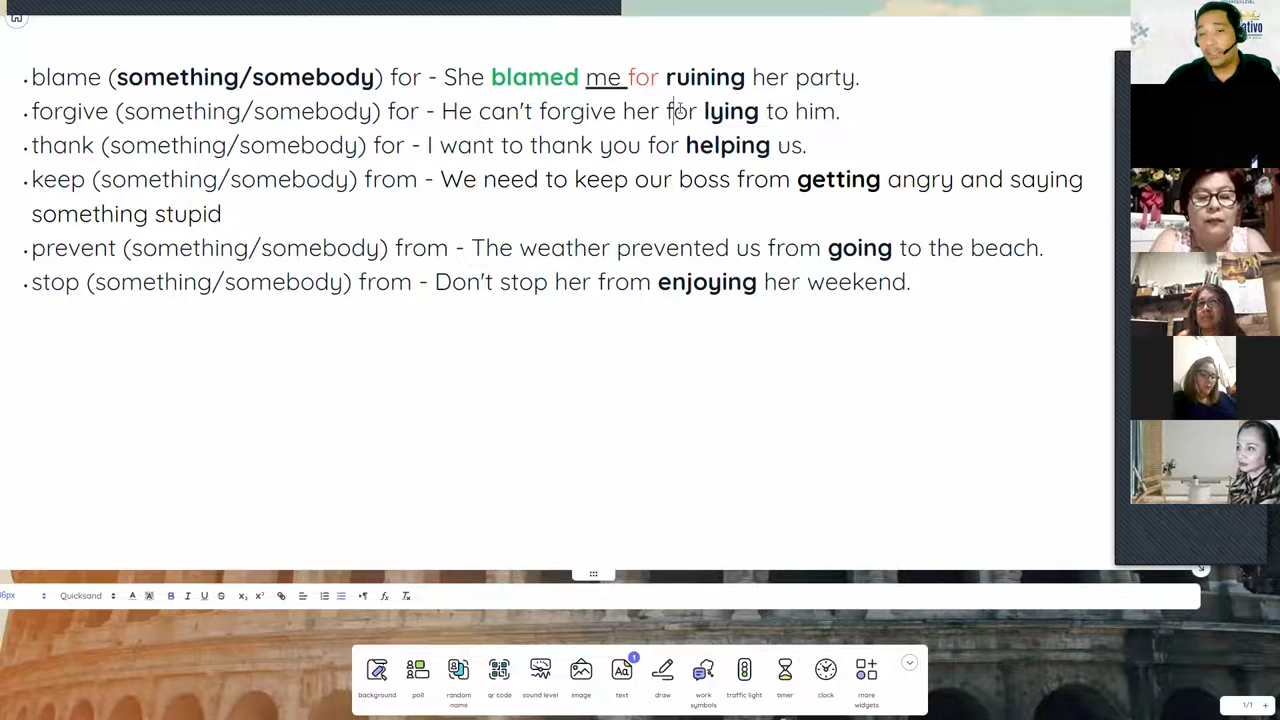 ativo
• blame (something/somebody) for - She blamed me for ruining her party.
• forgive (something/somebody) for - He can't forgive her for lying to him.
• thank (something/somebody) for - I want to thank you for helping us.
• keep (something/somebody) from - We need to keep our boss from getting angry and saying
something stupid
• prevent (something/somebody) from - The weather prevented us from going to the beach.
• stop (something/somebody) from - Don't stop her from enjoying her weekend.
Quicksand
background poll random name qr code sound level image text draw work symbols traffic light timer clock more widgets
1
1/1